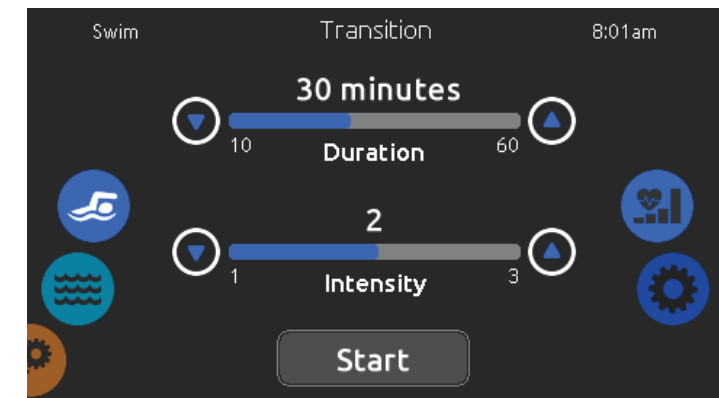 Swim Transition 8:01am
30 minutes
10 Duration 60
2
1 Intensity 3
Start